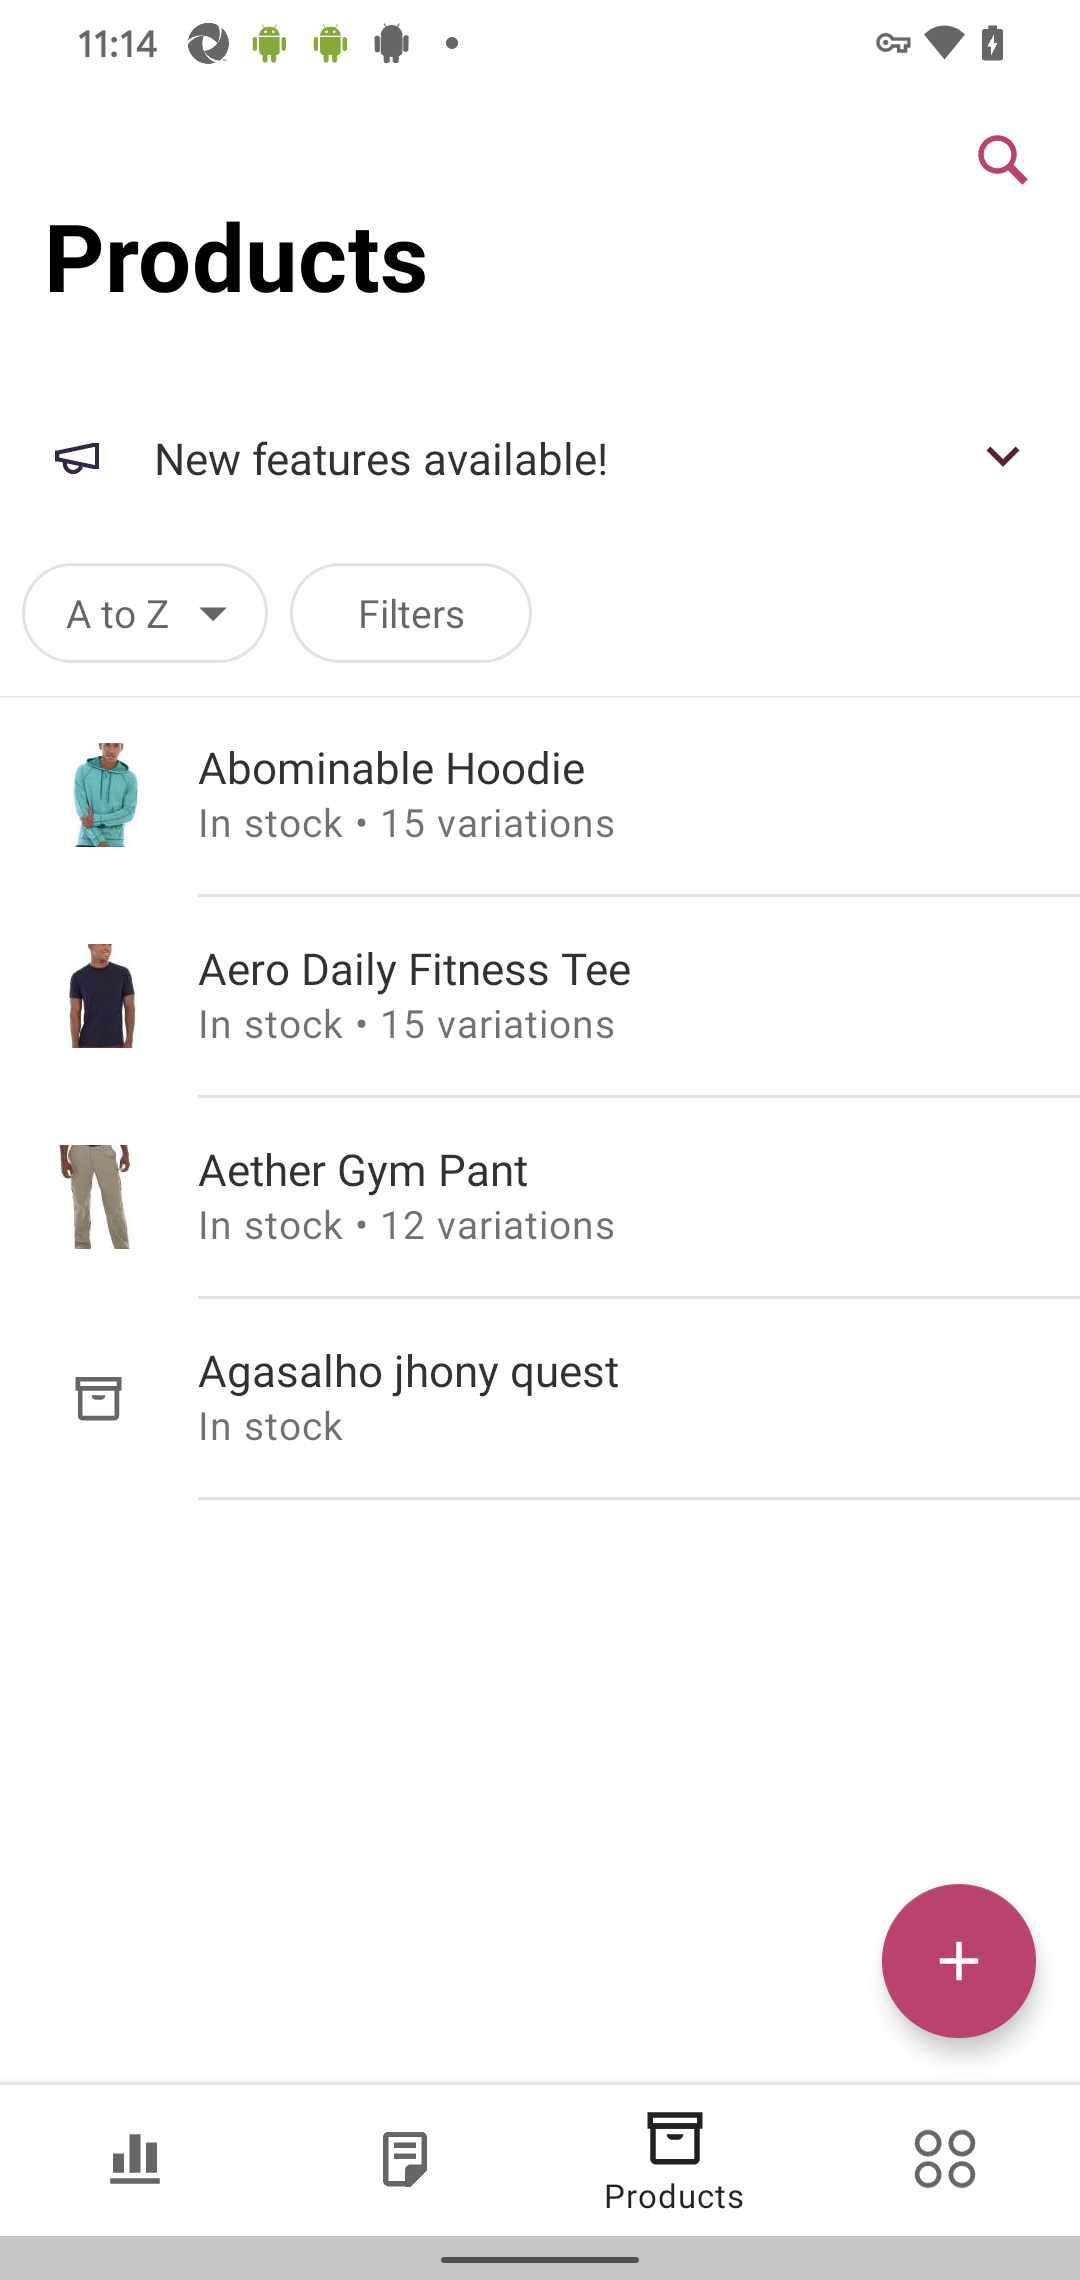 11:14
Products
New features available!
A to Z
Filters
Abominable Hoodie
In stock • 15 variations
Aero Daily Fitness Tee
In stock • 15 variations
Aether Gym Pant
In stock • 12 variations
Agasalho jhony quest
In stock
Products